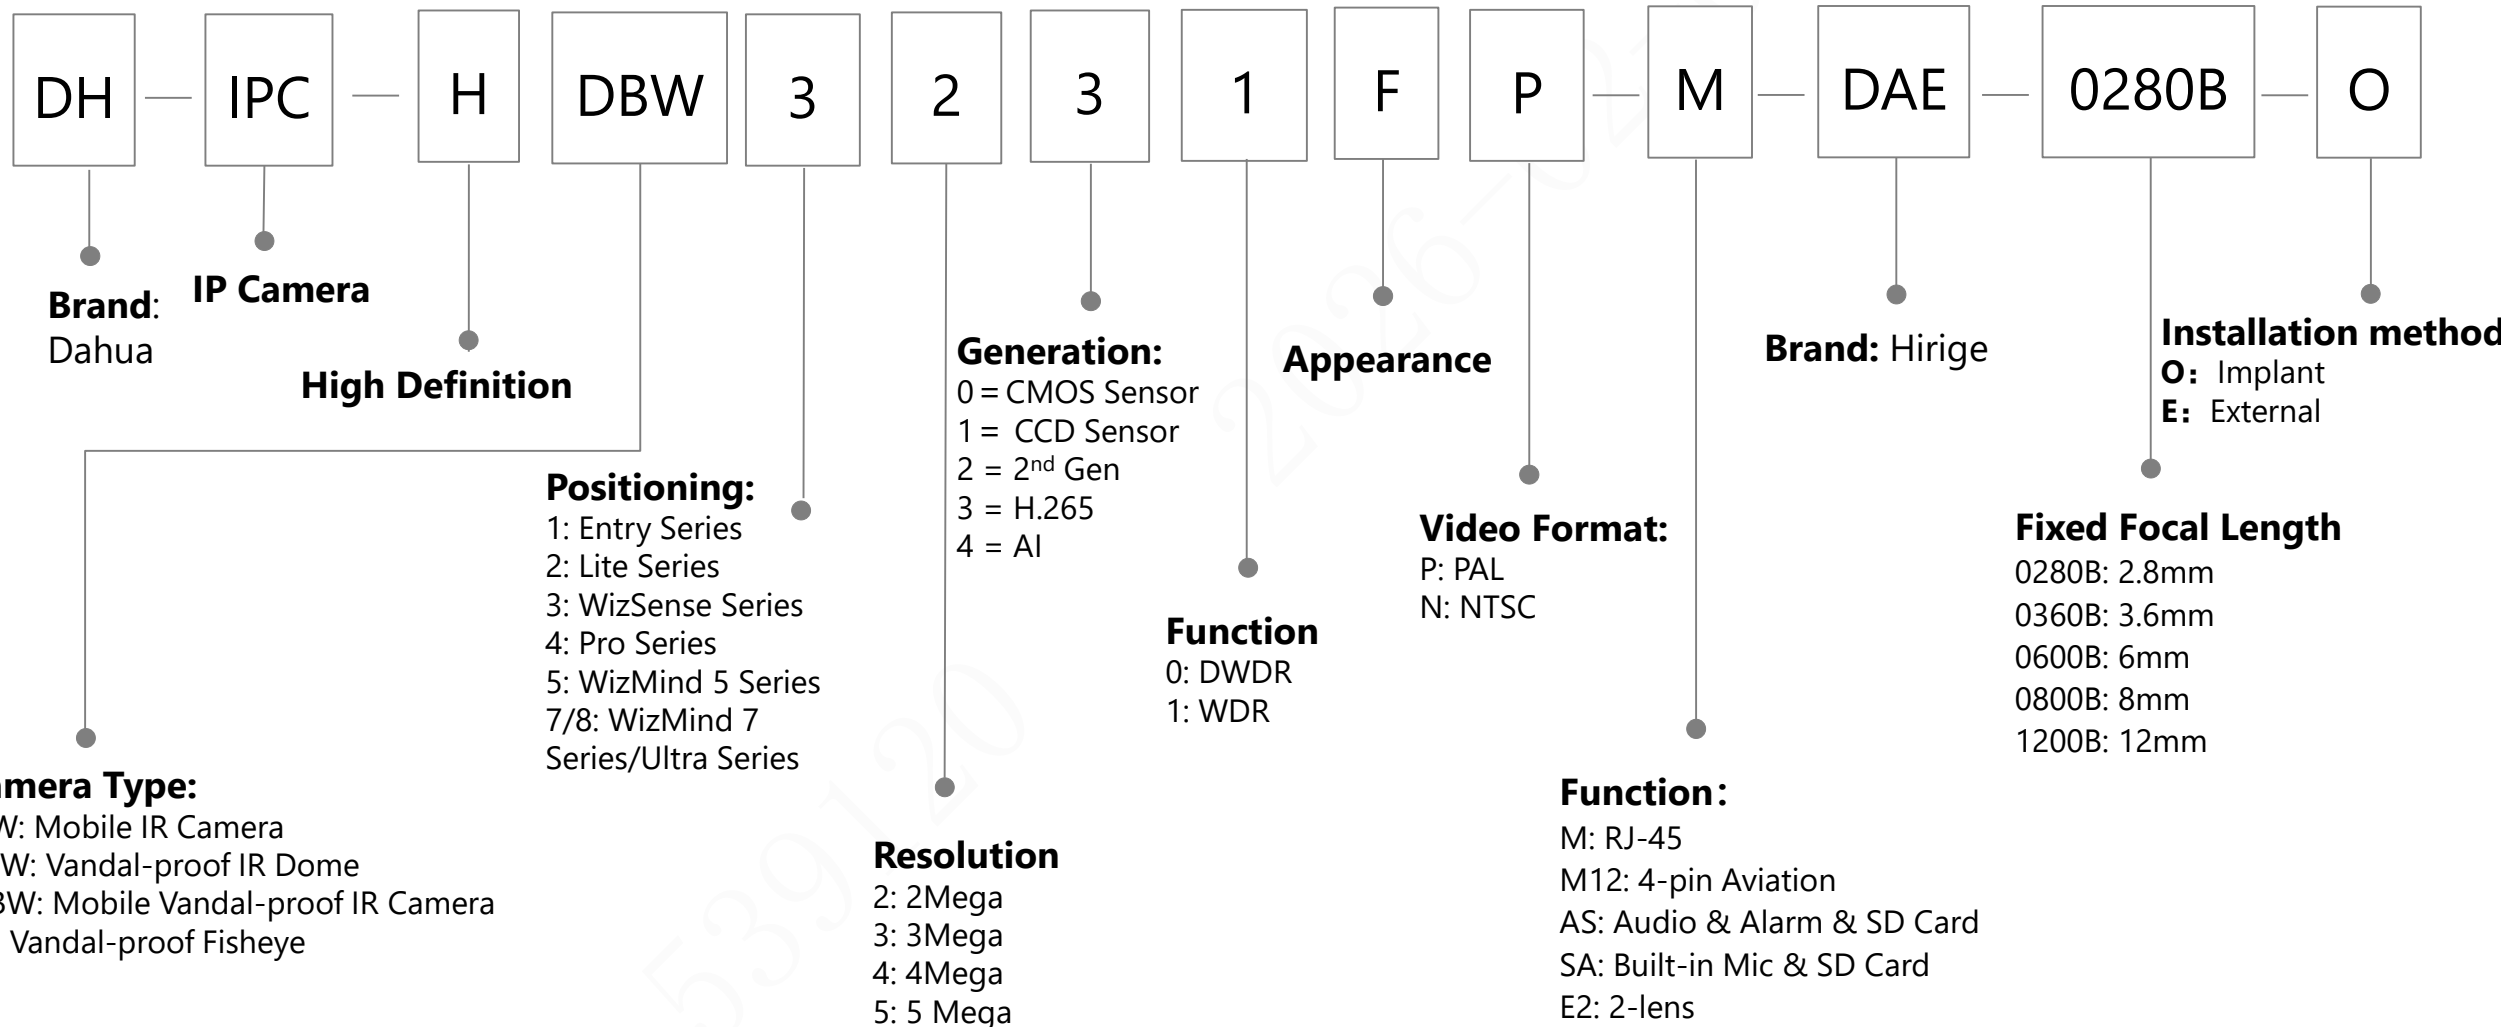 DH — IPC — H DBW 3 2 3 1 F P — M — DAE — 0280B — O
Brand:
Dahua
IP Camera
High Definition
Generation:
0 = CMOS Sensor
1 = CCD Sensor
2 = 2nd Gen
3 = H.265
4 = AI
Appearance
Brand: Hirige
Installation method
O: Implant
E: External
Positioning:
1: Entry Series
2: Lite Series
3: WizSense Series
4: Pro Series
5: WizMind 5 Series
7/8: WizMind 7
Series/Ultra Series
Video Format:
P: PAL
N: NTSC
Fixed Focal Length
0280B: 2.8mm
0360B: 3.6mm
0600B: 6mm
0800B: 8mm
1200B: 12mm
Function
0: DWDR
1: WDR
Type:
Mobile IR Camera
Vandal-proof IR Dome
Mobile Vandal-proof IR Camera
Vandal-proof Fisheye
Resolution
2: 2Mega
3: 3Mega
4: 4Mega
5: 5 Mega
Function:
M: RJ-45
M12: 4-pin Aviation
AS: Audio & Alarm & SD Card
SA: Built-in Mic & SD Card
E2: 2-lens